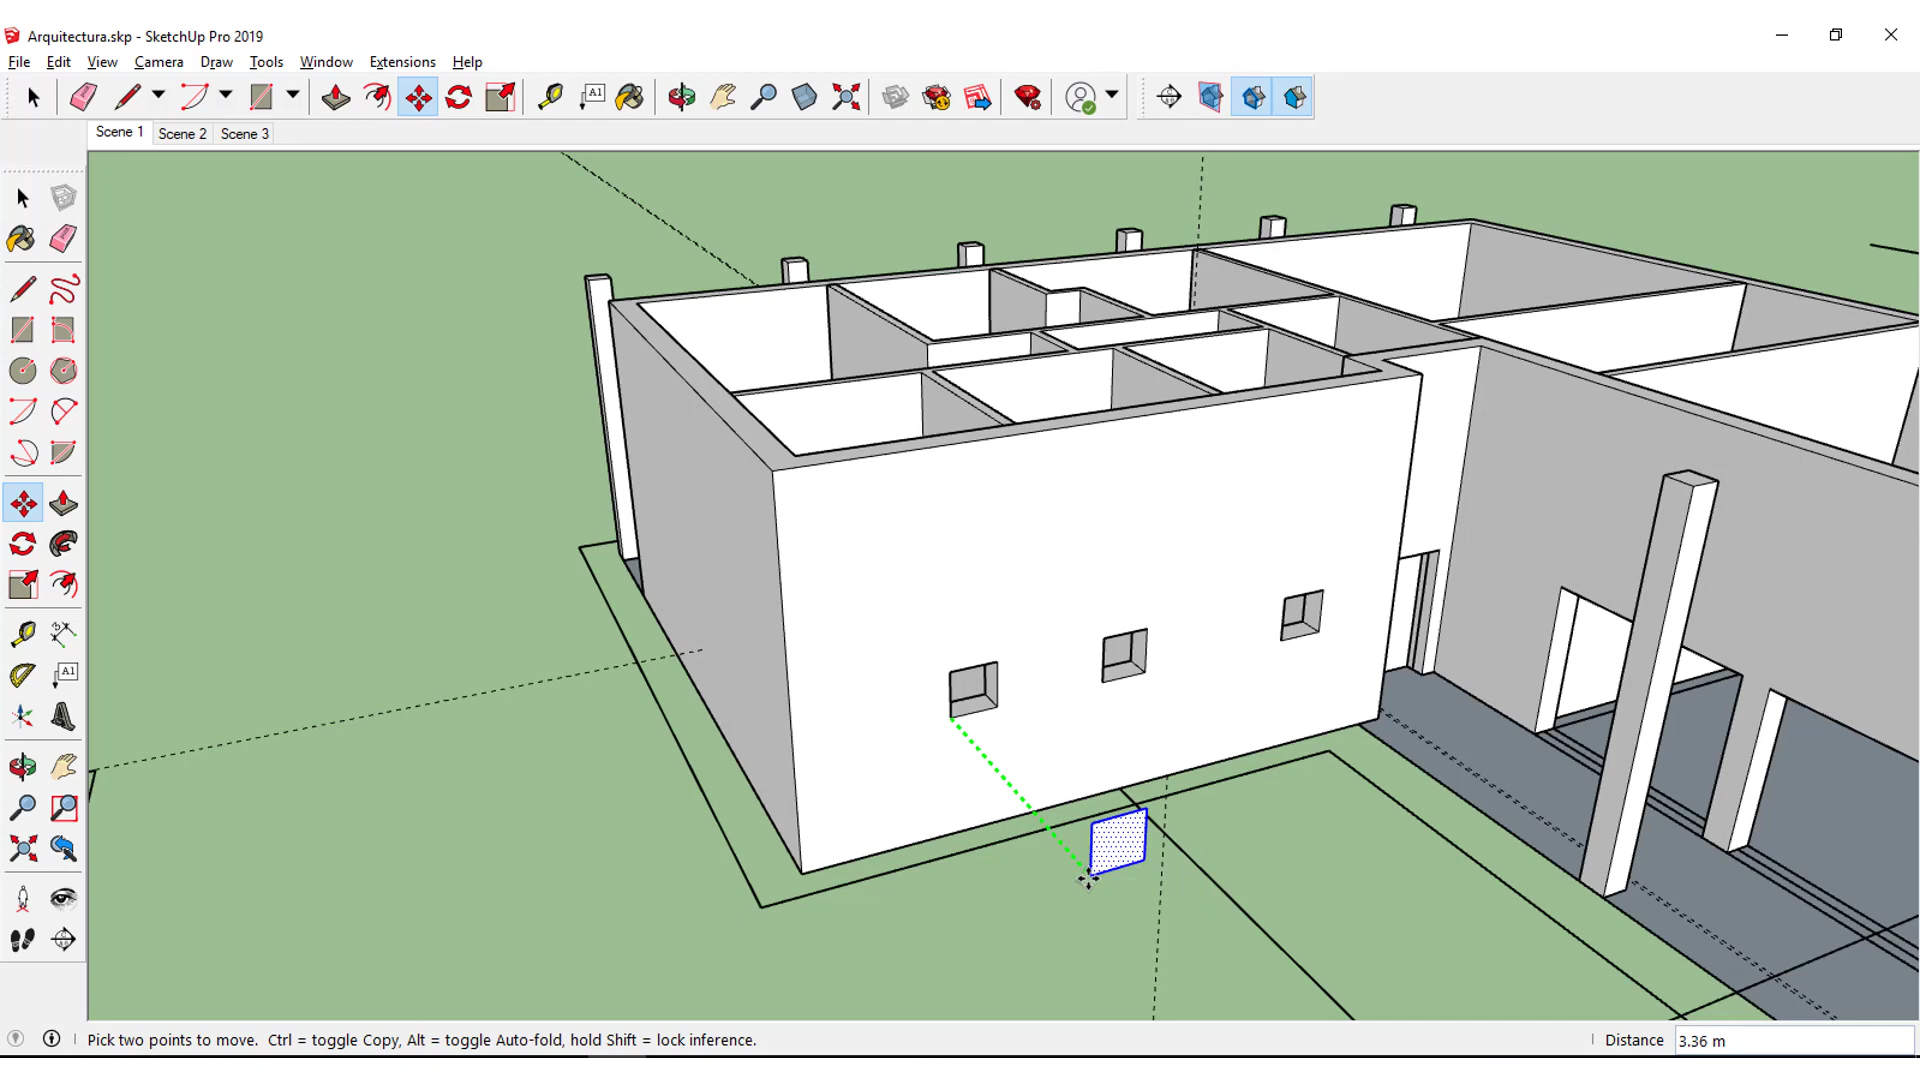 Arquitectura.skp - SketchUp Pro 2019
File Edit View Camera Draw Tools Window Extensions Help
A1
Scene 1 Scene 2 Scene 3
A1
Pick two points to move. Ctrl = toggle Copy, Alt = toggle Auto-fold, hold Shift = lock inference.
Distance 3.36 m